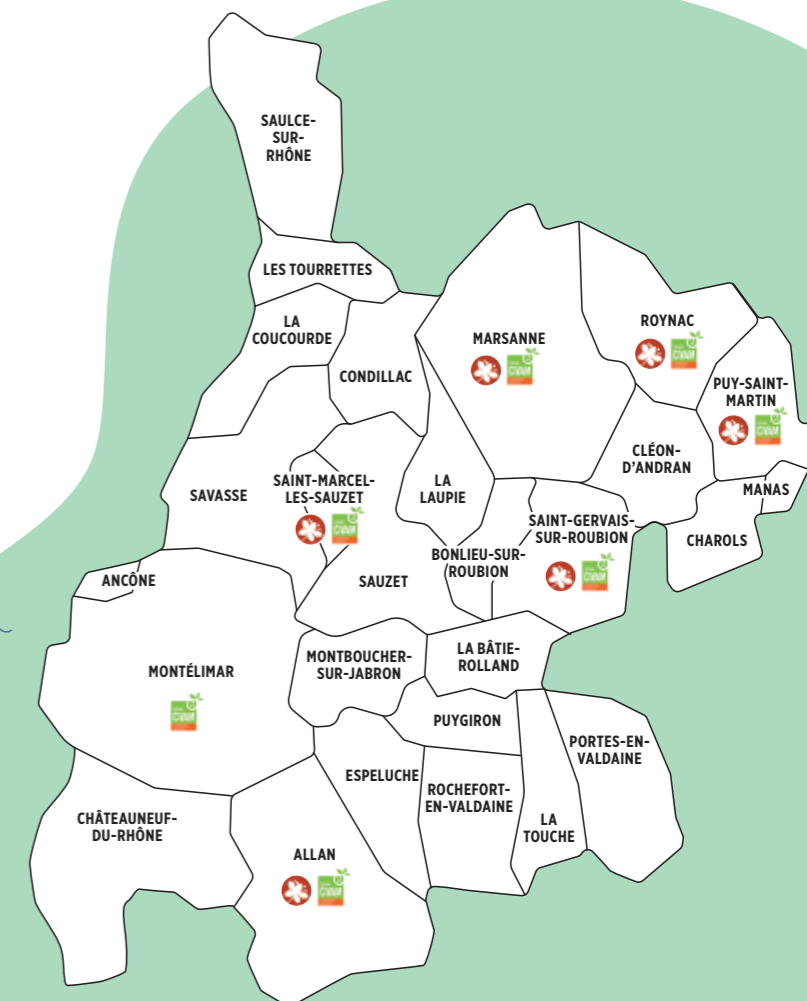 SAULCE-
SUR-
RHÔNE
LES TOURRETTES
LA
COUCOURDE
CONDILLAC
MARSANNE
ROYNAC
PUY-SAINT-
MARTIN
CLÉON-
D'ANDRAN
MANAS
CHAROLS
SAVASSE
SAINT-MARCEL-
LES-SAUZET
LA
LAUPIE
SAINT-GERVAIS-
SUR-ROUBION
BONLIEU-SUR-
ROUBION
SAUZET
ANCÔNE
MONTÉLIMAR
MONTBOUCHER-
SUR-JABRON
LA BÂTIE-
ROLLAND
PUYGIRON
PORTES-EN-
VALDAINE
ESPELUCHE
ROCHEFORT-
EN-VALDAINE
LA
TOUCHE
CHÂTEAUNEUF-
DU-RHÔNE
ALLAN